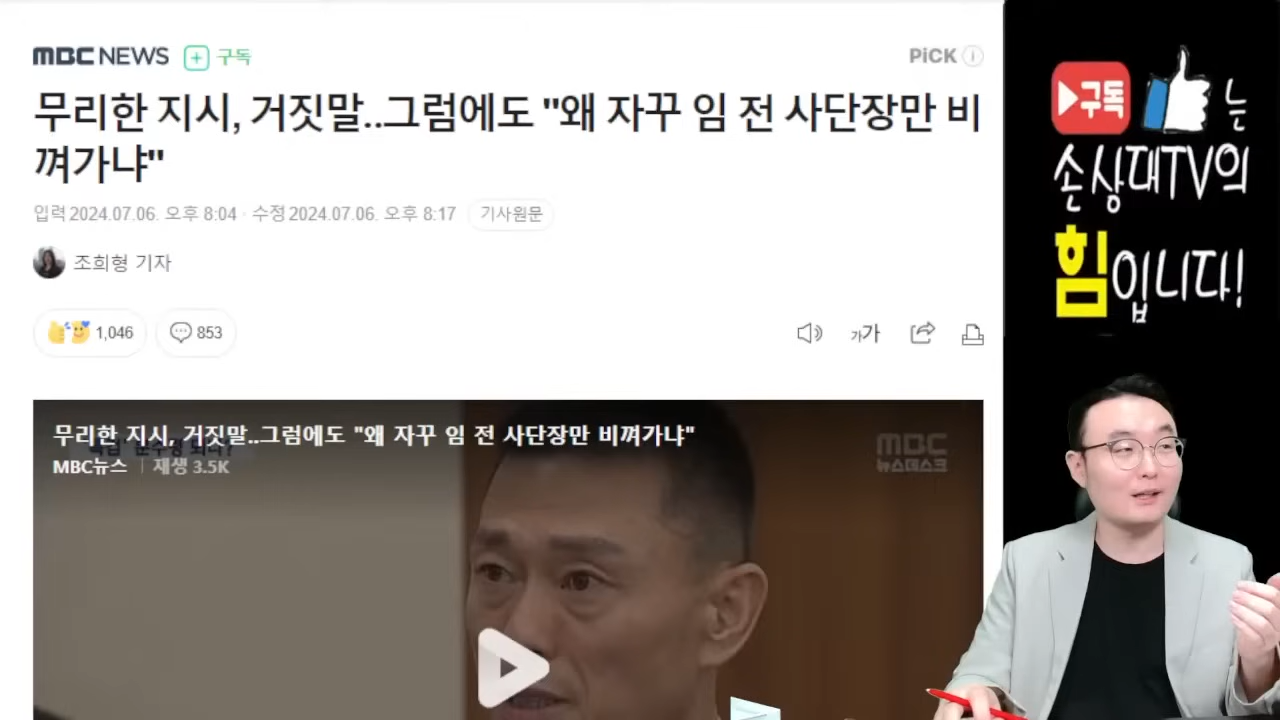 MBC NEWS 구독
PiCK
무리한 지시, 거짓말..그럼에도 "왜 자꾸 임 전 사단장만 비
껴가냐"
입력 2024.07.06. 오후 8:04 · 수정 2024.07.06. 오후 8:17 기사원문
조희형 기자
1,046 853
가가
무리한 지시, 거짓말..그럼에도 "왜 자꾸 임 전 사단장만 비껴가냐"
MBC뉴스 재생 3.5K
MBC
뉴스데스크
구독 는
손상대TV의
힘입니다!